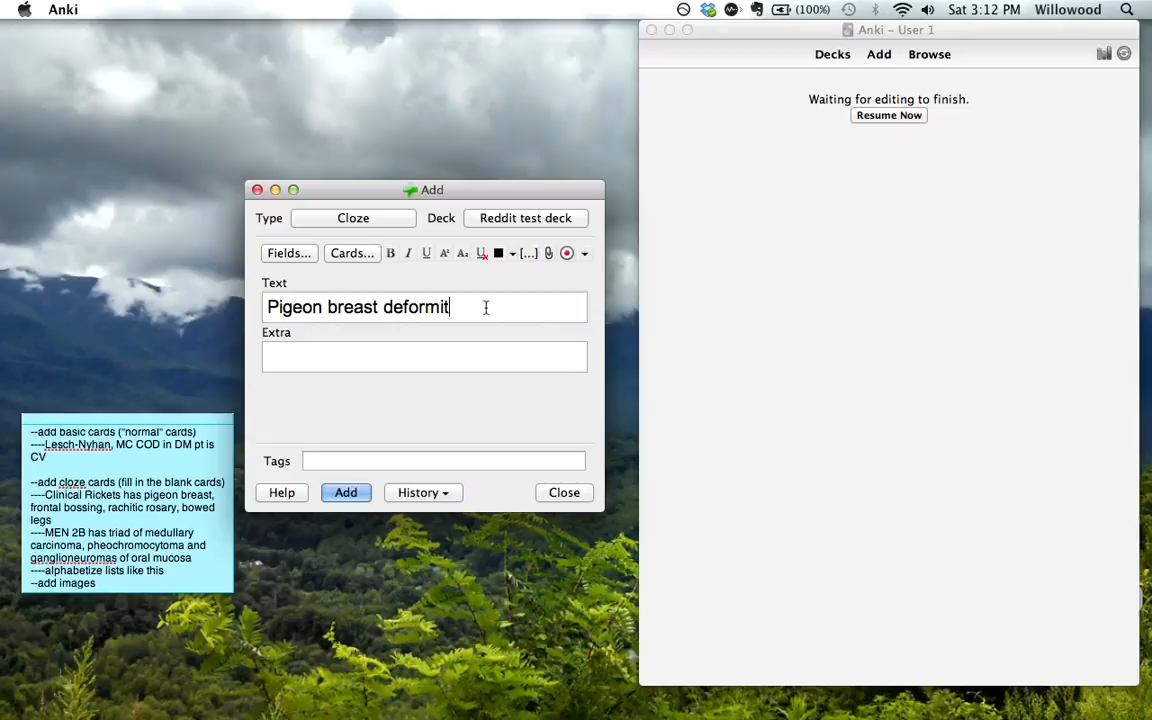 Anki
(100%)
Sat 3:12 PM
Willowood
Anki - User 1
Decks
Add
Browse
Waiting for editing to finish.
Resume Now
Add
Type
Cloze
Deck
Reddit test deck
Fields...
Cards...
B
I
U
A²
A₂
U
[...]
Text
Pigeon breast deformit
Extra
Tags
Help
Add
History
Close
--add basic cards ("normal" cards)
----Lesch-Nyhan, MC COD in DM pt is
CV
--add cloze cards (fill in the blank cards)
----Clinical Rickets has pigeon breast,
frontal bossing, rachitic rosary, bowed
legs
----MEN 2B has triad of medullary
carcinoma, pheochromocytoma and
ganglioneuromas of oral mucosa
----alphabetize lists like this
--add images